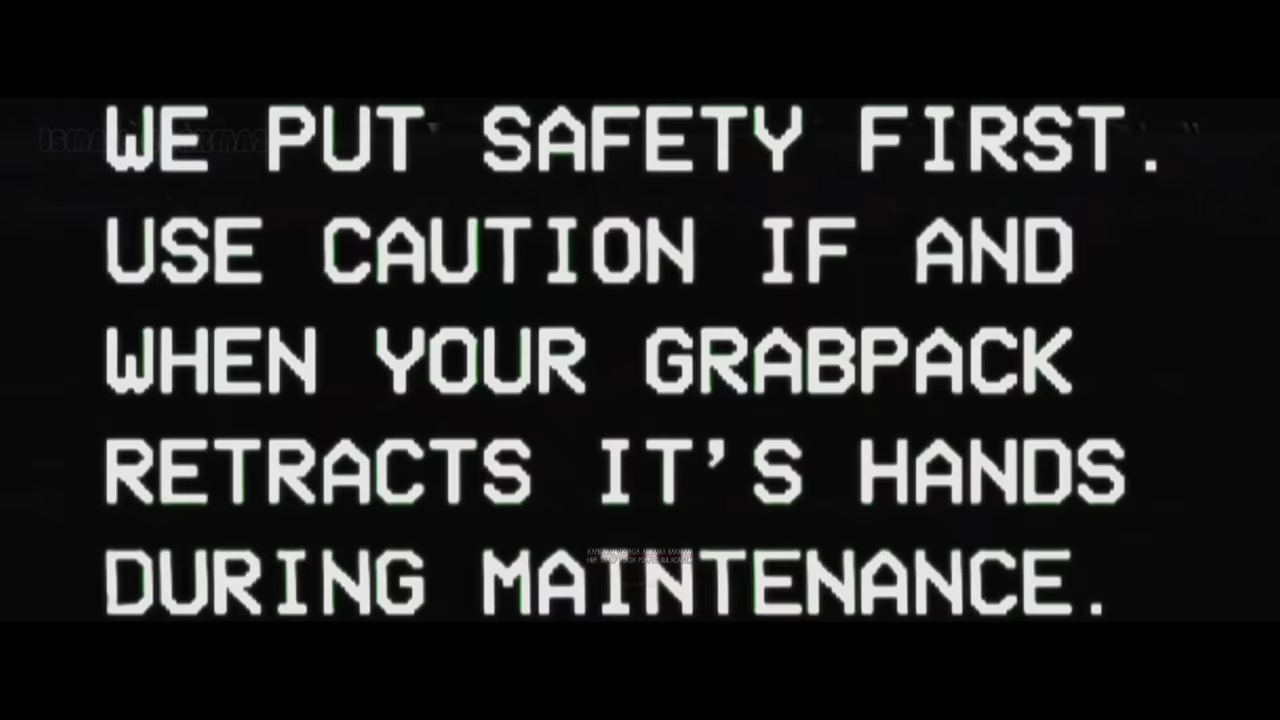 WE PUT SAFETY FIRST.
USE CAUTION IF AND
WHEN YOUR GRABPACK
RETRACTS IT'S HANDS
DURING MAINTENANCE.